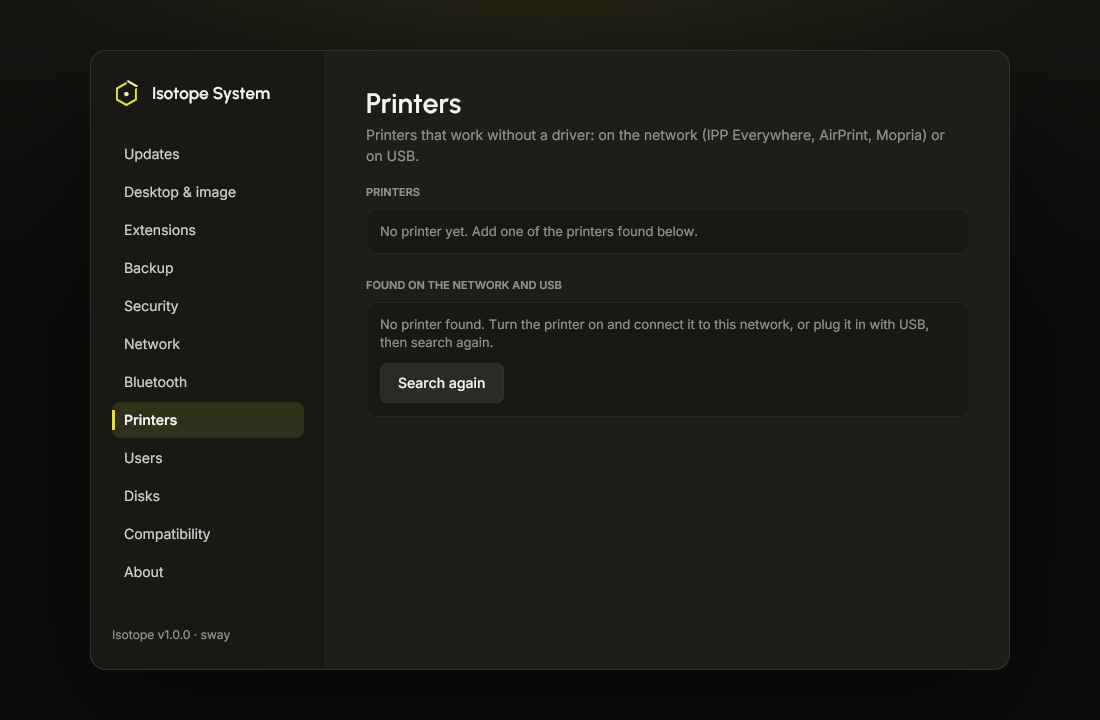 Isotope System
Updates
Desktop & image
Extensions
Backup
Security
Network
Bluetooth
Printers
Users
Disks
Compatibility
About
Isotope v1.0.0 · sway
Printers
Printers that work without a driver: on the network (IPP Everywhere, AirPrint, Mopria) or
on USB.
PRINTERS
No printer yet. Add one of the printers found below.
FOUND ON THE NETWORK AND USB
No printer found. Turn the printer on and connect it to this network, or plug it in with USB,
then search again.
Search again